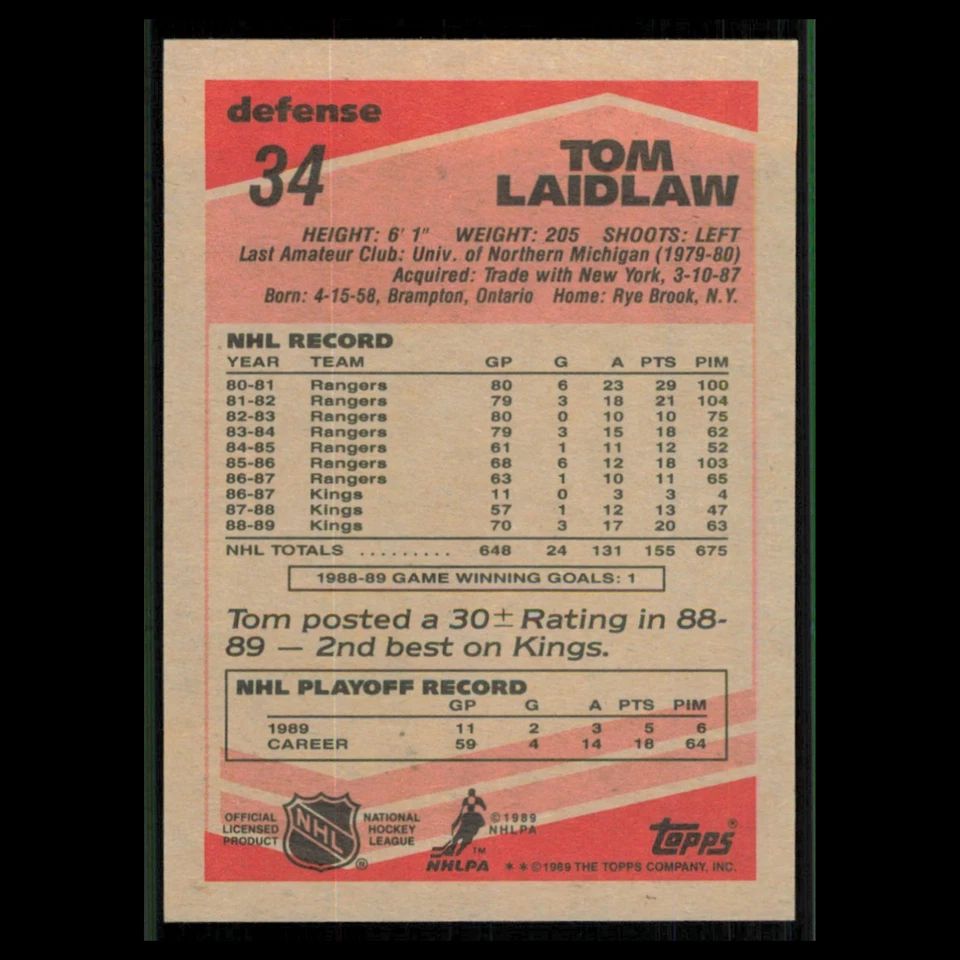 defense
34
TOM
LAIDLAW
HEIGHT: 6' 1" WEIGHT: 205 SHOOTS: LEFT
Last Amateur Club: Univ. of Northern Michigan (1979-80)
Acquired: Trade with New York, 3-10-87
Born: 4-15-58, Brampton, Ontario Home: Rye Brook, N.Y.
NHL RECORD
YEAR TEAM GP G A PTS PIM
80-81 Rangers 80 6 23 29 100
81-82 Rangers 79 3 18 21 104
82-83 Rangers 80 0 10 10 75
83-84 Rangers 79 3 15 18 62
84-85 Rangers 61 1 11 12 52
85-86 Rangers 68 6 12 18 103
86-87 Rangers 63 1 10 11 65
86-87 Kings 11 0 3 3 4
87-88 Kings 57 1 12 13 47
88-89 Kings 70 3 17 20 63
NHL TOTALS ......... 648 24 131 155 675
1988-89 GAME WINNING GOALS: 1
Tom posted a 30± Rating in 88-
89 — 2nd best on Kings.
NHL PLAYOFF RECORD
GP G A PTS PIM
1989 11 2 3 5 6
CAREER 59 4 14 18 64
OFFICIAL
LICENSED
PRODUCT
NHL
®
NATIONAL
HOCKEY
LEAGUE
TM
NHLPA
©1989
NHLPA
topps®
**©1989 THE TOPPS COMPANY, INC.